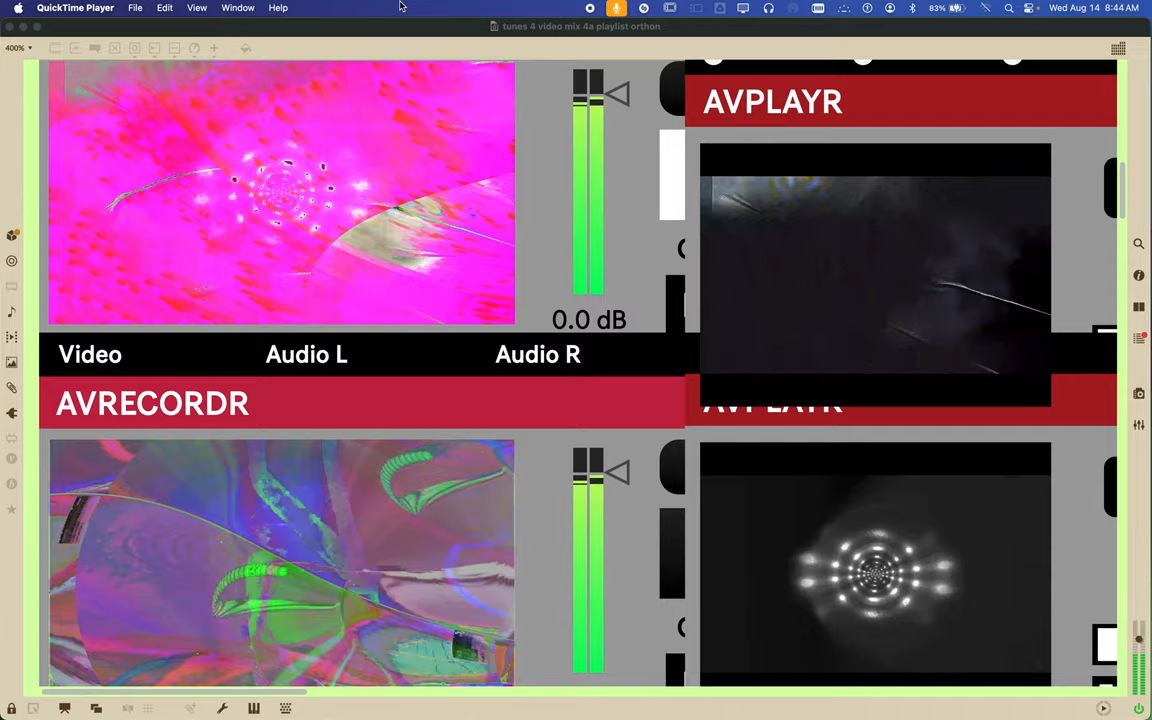 QuickTime Player File Edit View Window Help 83% Wed Aug 14 8:44 AM
tunes 4 video mix 4a playlist orthon
400%
AVPLAYR
0.0 dB
Video Audio L Audio R
AVRECORDR